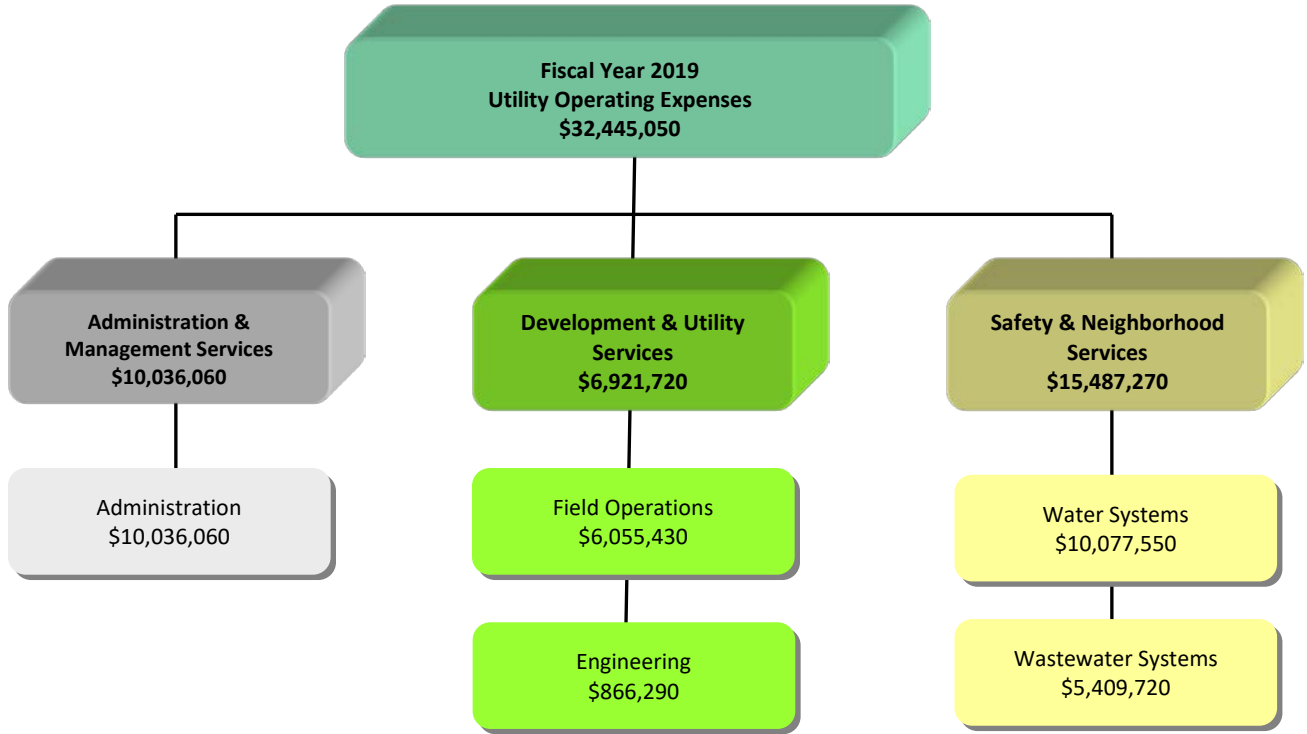 Fiscal Year 2019
Utility Operating Expenses
$32,445,050
Administration &
Management Services
$10,036,060
Development & Utility
Services
$6,921,720
Safety & Neighborhood
Services
$15,487,270
Administration
$10,036,060
Field Operations
$6,055,430
Water Systems
$10,077,550
Engineering
$866,290
Wastewater Systems
$5,409,720